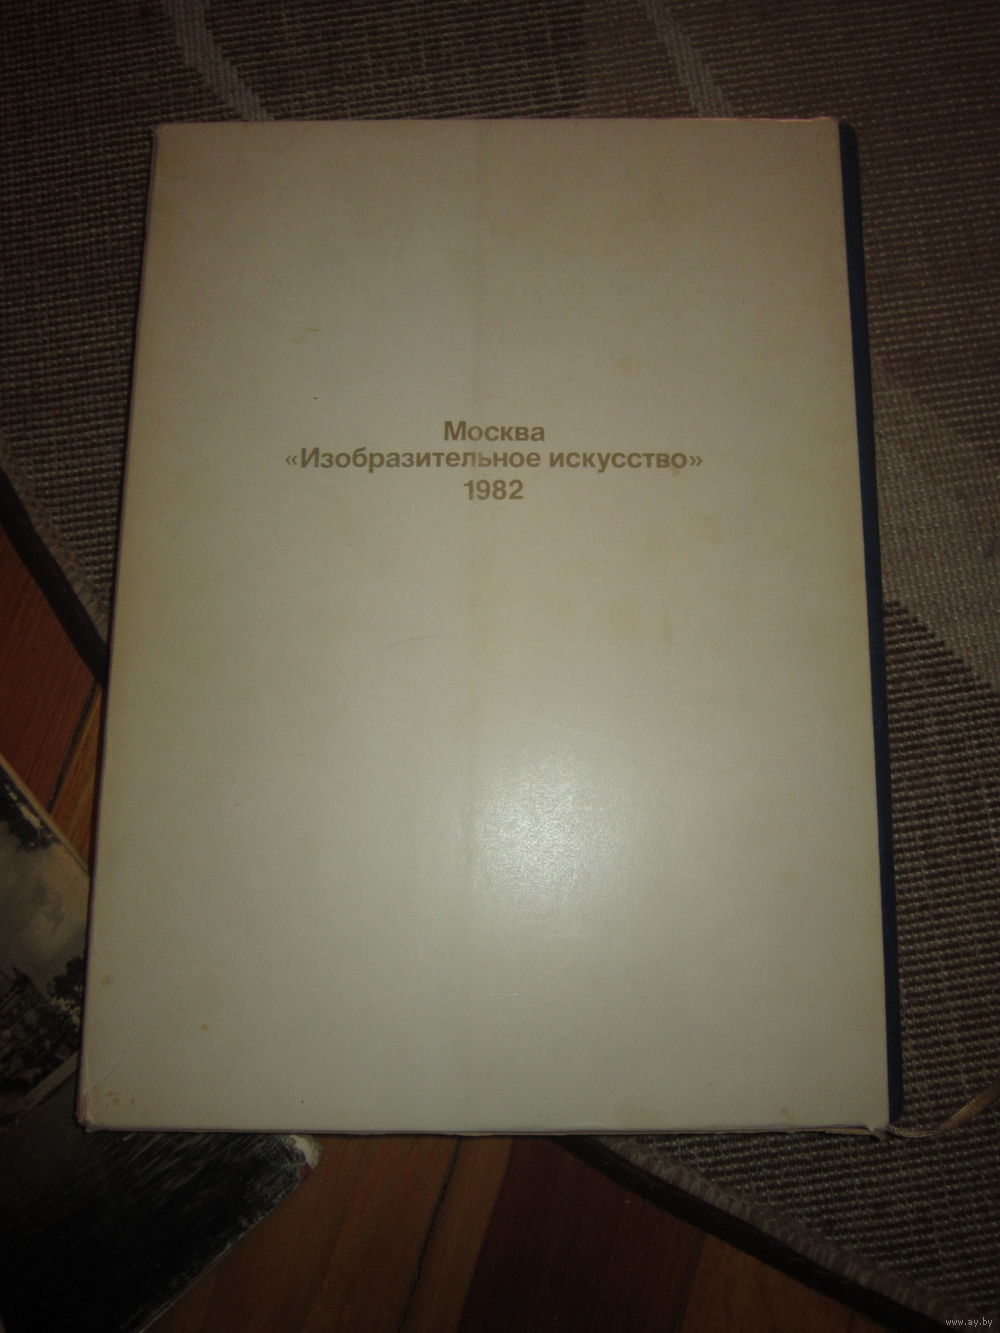 Москва
«Изобразительное искусство»
1982
www.ay.by